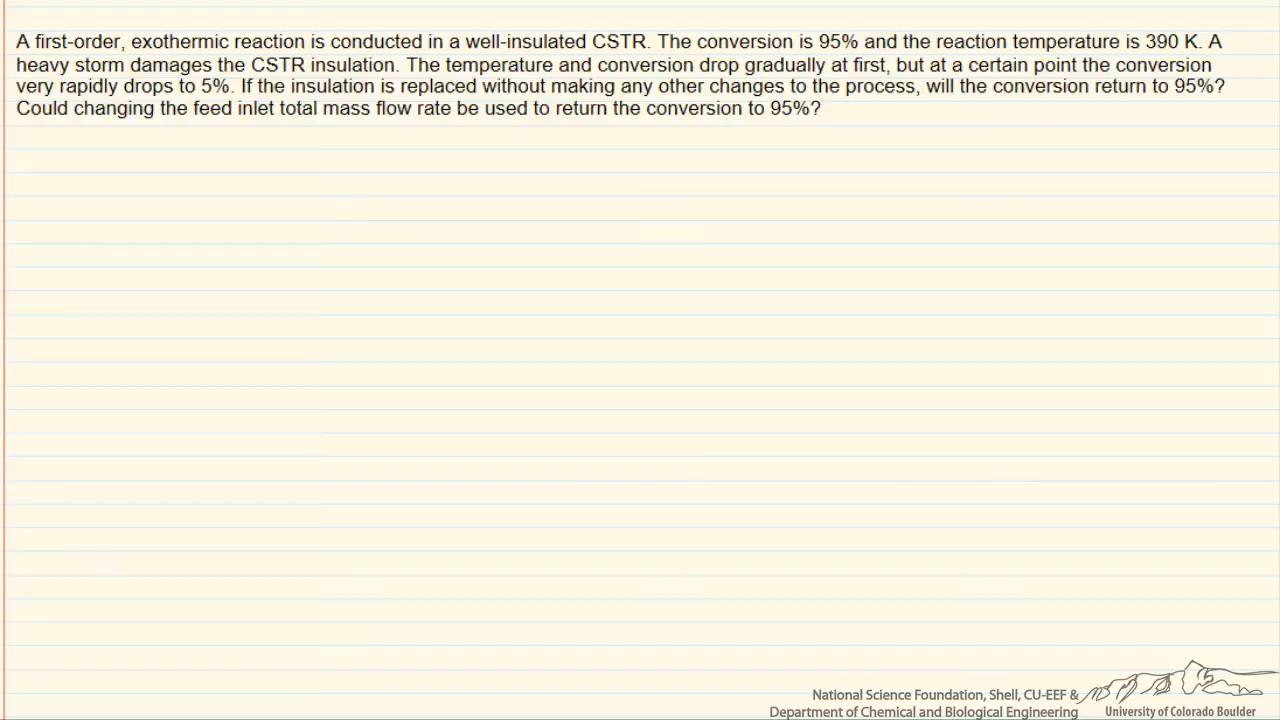 A first-order, exothermic reaction is conducted in a well-insulated CSTR. The conversion is 95% and the reaction temperature is 390 K. A
heavy storm damages the CSTR insulation. The temperature and conversion drop gradually at first, but at a certain point the conversion
very rapidly drops to 5%. If the insulation is replaced without making any other changes to the process, will the conversion return to 95%?
Could changing the feed inlet total mass flow rate be used to return the conversion to 95%?
National Science Foundation, Shell, CU-EEF &
Department of Chemical and Biological Engineering
University of Colorado Boulder